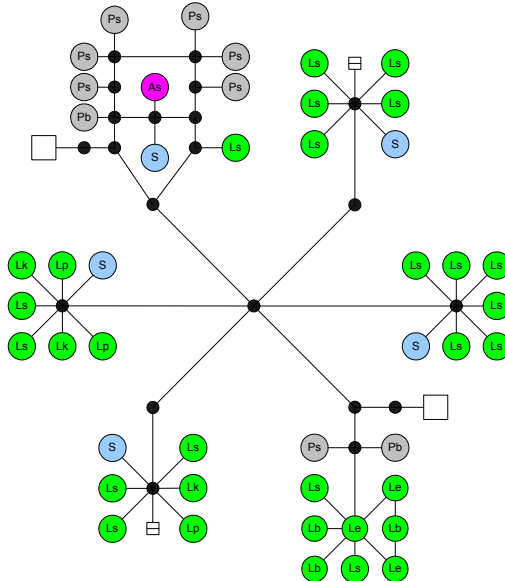 Ps Ps
Ps Ps Ls Ls
Ps As Ps
Pb Ls Ls
S Ls Ls S
Lk Lp S Ls Ls Ls
Ls Ls
Ls Lk Lp S Ls Ls
S Ls Ps Pb
Ls Lk Ls Le
Ls Lp Lb Le Lb
Lb Ls Le